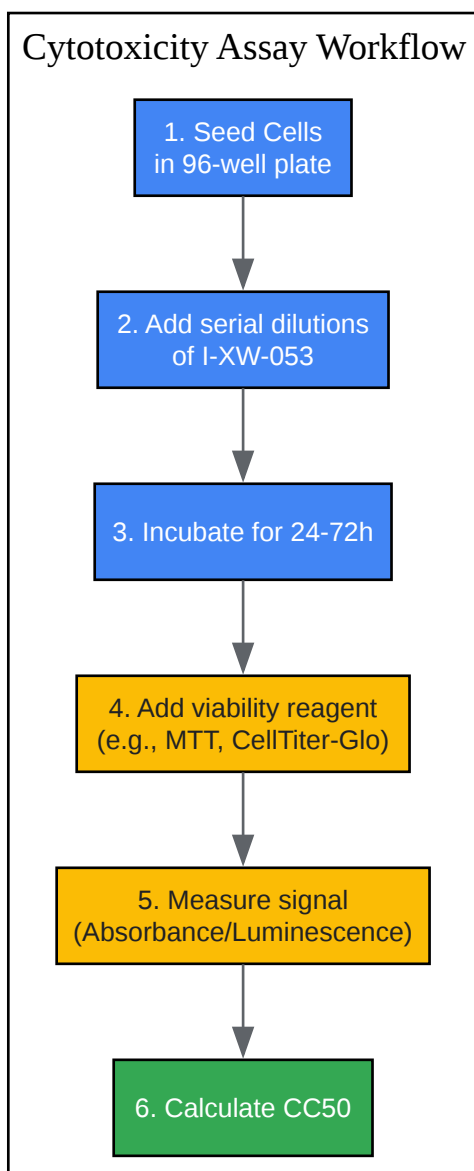 Cytotoxicity Assay Workflow
1. Seed Cells
in 96-well plate
2. Add serial dilutions
of I-XW-053
3. Incubate for 24-72h
4. Add viability reagent
(e.g., MTT, CellTiter-Glo)
5. Measure signal
(Absorbance/Luminescence)
6. Calculate CC50